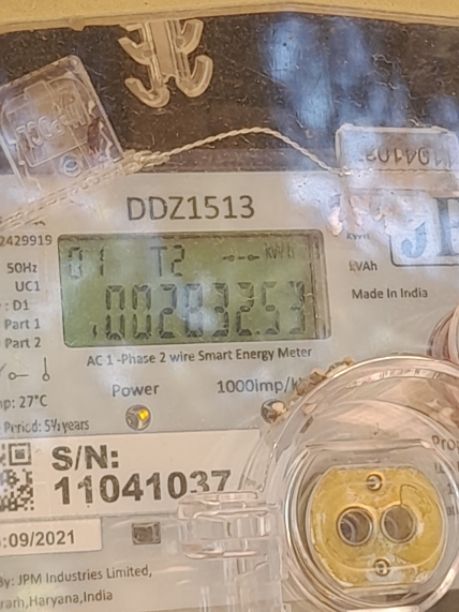 DDZ1513
2429919
01 T2 kWh
002832.53
50Hz
UC1
: D1
Part 1
Part 2
kVAh
Made In India
AC 1 -Phase 2 wire Smart Energy Meter
Power
1000imp/k
: 27°C
Period: 5½ years
S/N:
11041037
:09/2021
By: JPM Industries Limited,
Haryana,India